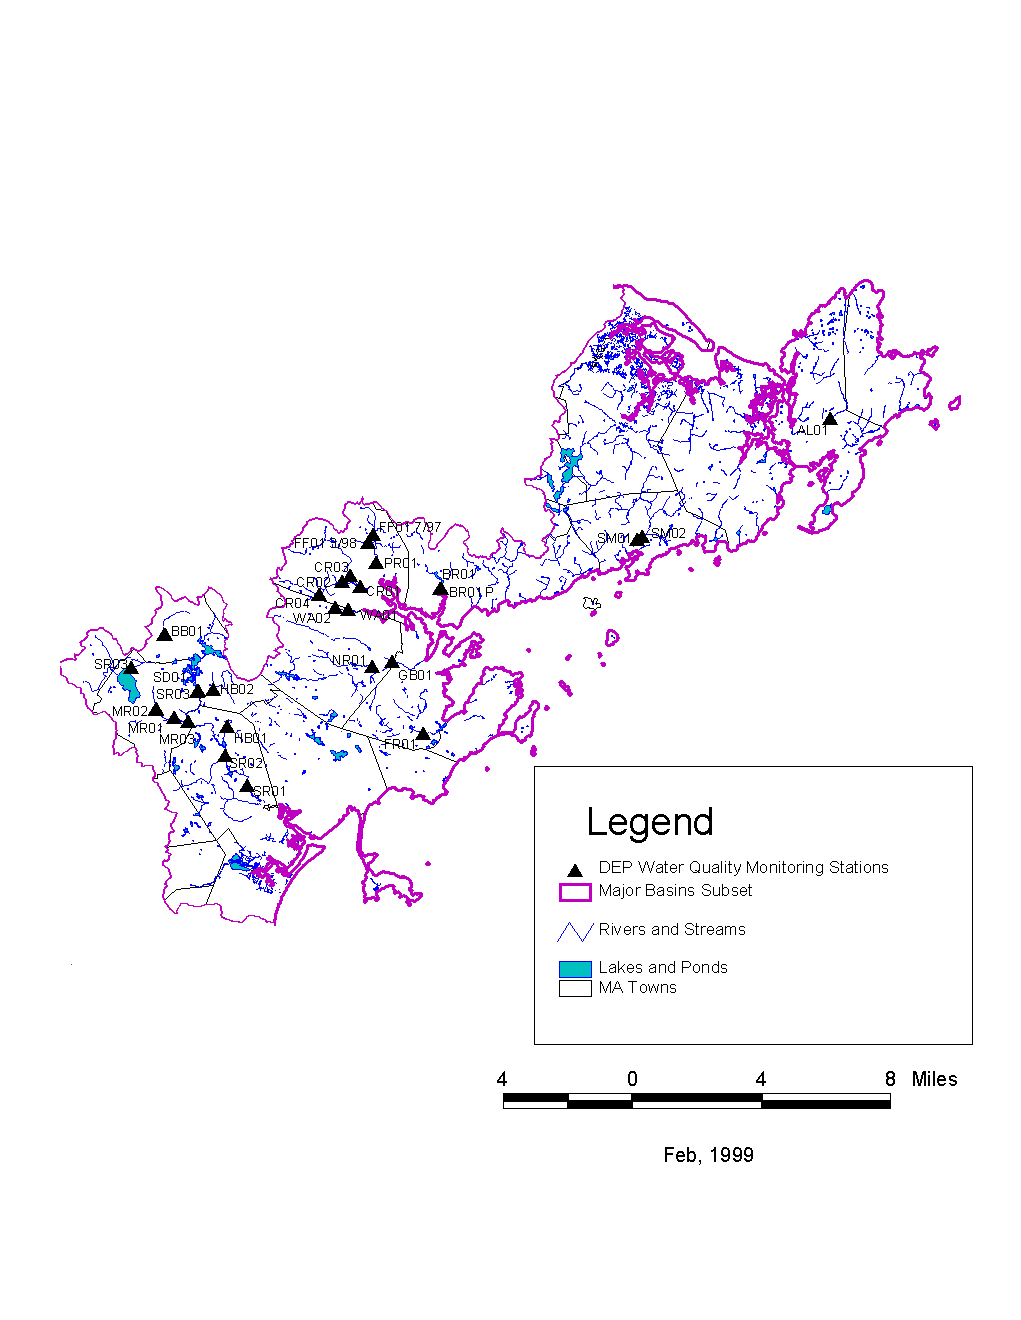 AL01
FF01 7/97
SM01
SM02
FF01 3/98
PR01
CR03
BR01
CR02
CR01
BR01 P
CR04
WA02
WA01
BB01
NR01
SR03
GB01
SD01
HB02
SR03
MR02
MR01
HB01
MR03
FR01
SR02
SR01
Legend
DEP Water Quality Monitoring Stations
Major Basins Subset
Rivers and Streams
Lakes and Ponds
MA Towns
4 0 4 8 Miles
Feb, 1999